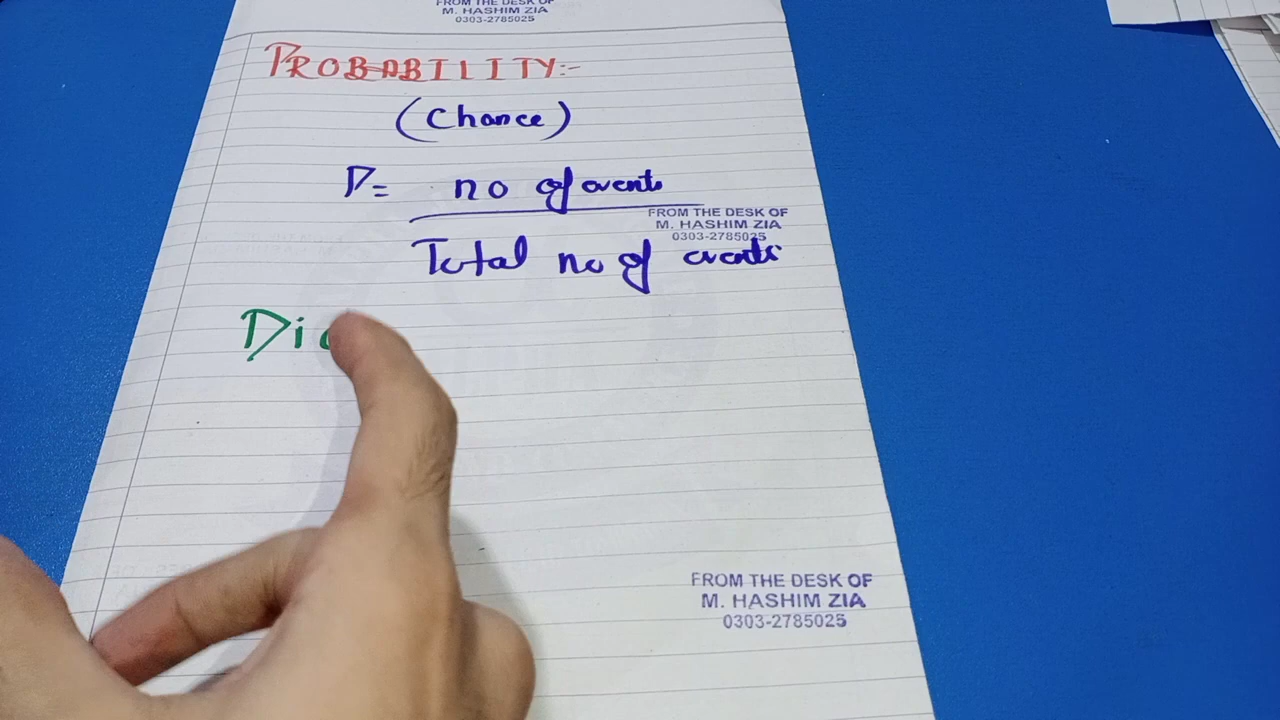 FROM THE DESK OF
M. HASHIM ZIA
0303-2785025
PROBABILITY:-
(Chance)
P= no of events
FROM THE DESK OF
M. HASHIM ZIA
0303-2785025
Total no of events
FROM THE DESK OF
M. HASHIM ZIA
0303-2785025